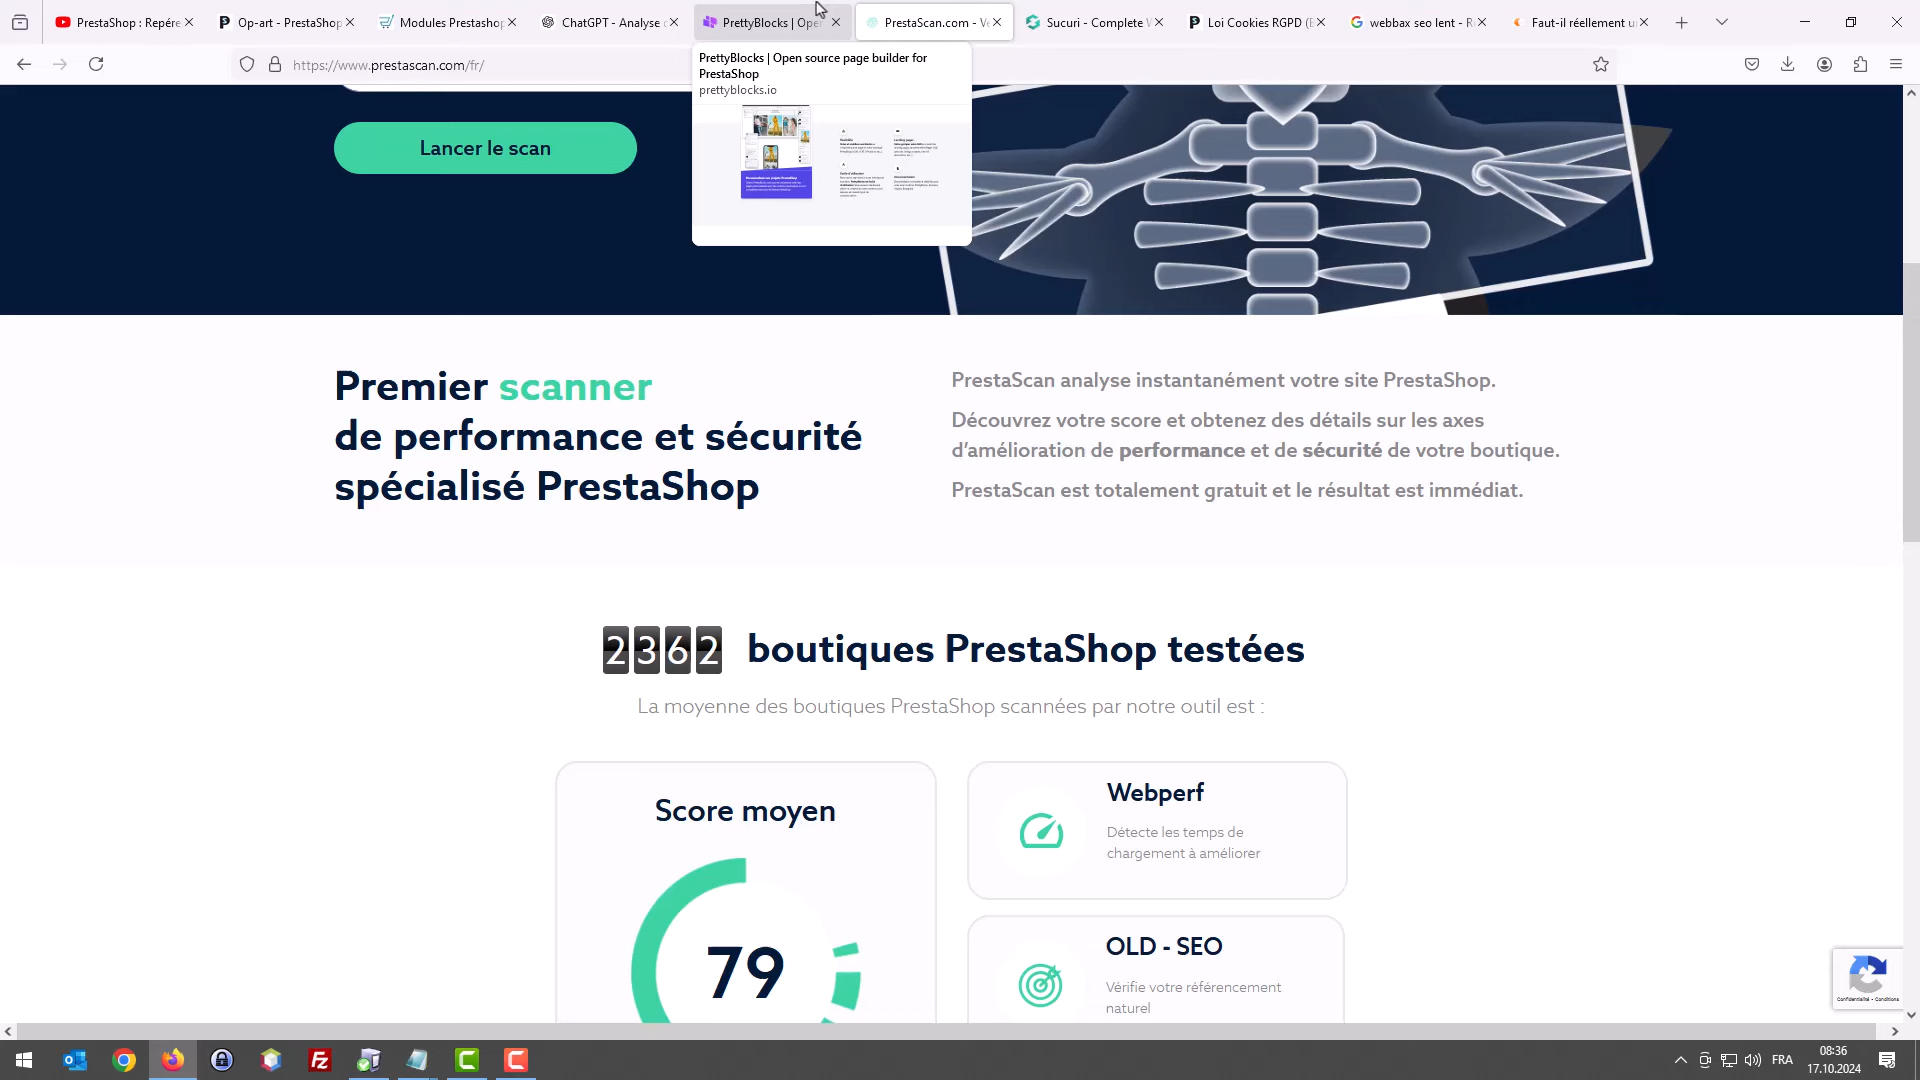 PrestaShop : Repére
Op-art - PrestaShop
Modules Prestashop
ChatGPT - Analyse
PrettyBlocks | Open
PrestaScan.com - Ve
Sucuri - Complete W
Loi Cookies RGPD (E
webbax seo lent - R
Faut-il réellement u
https://www.prestascan.com/fr/
PrettyBlocks | Open source page builder for
PrestaShop
prettyblocks.io
Lancer le scan
Premier scanner
de performance et sécurité
spécialisé PrestaShop
PrestaScan analyse instantanément votre site PrestaShop.
Découvrez votre score et obtenez des détails sur les axes
d'amélioration de performance et de sécurité de votre boutique.
PrestaScan est totalement gratuit et le résultat est immédiat.
2362 boutiques PrestaShop testées
La moyenne des boutiques PrestaShop scannées par notre outil est :
Score moyen
79
Webperf
Détecte les temps de
chargement à améliorer
OLD - SEO
Vérifie votre référencement
naturel
Confidentialité - Conditions
FRA
08:36
17.10.2024